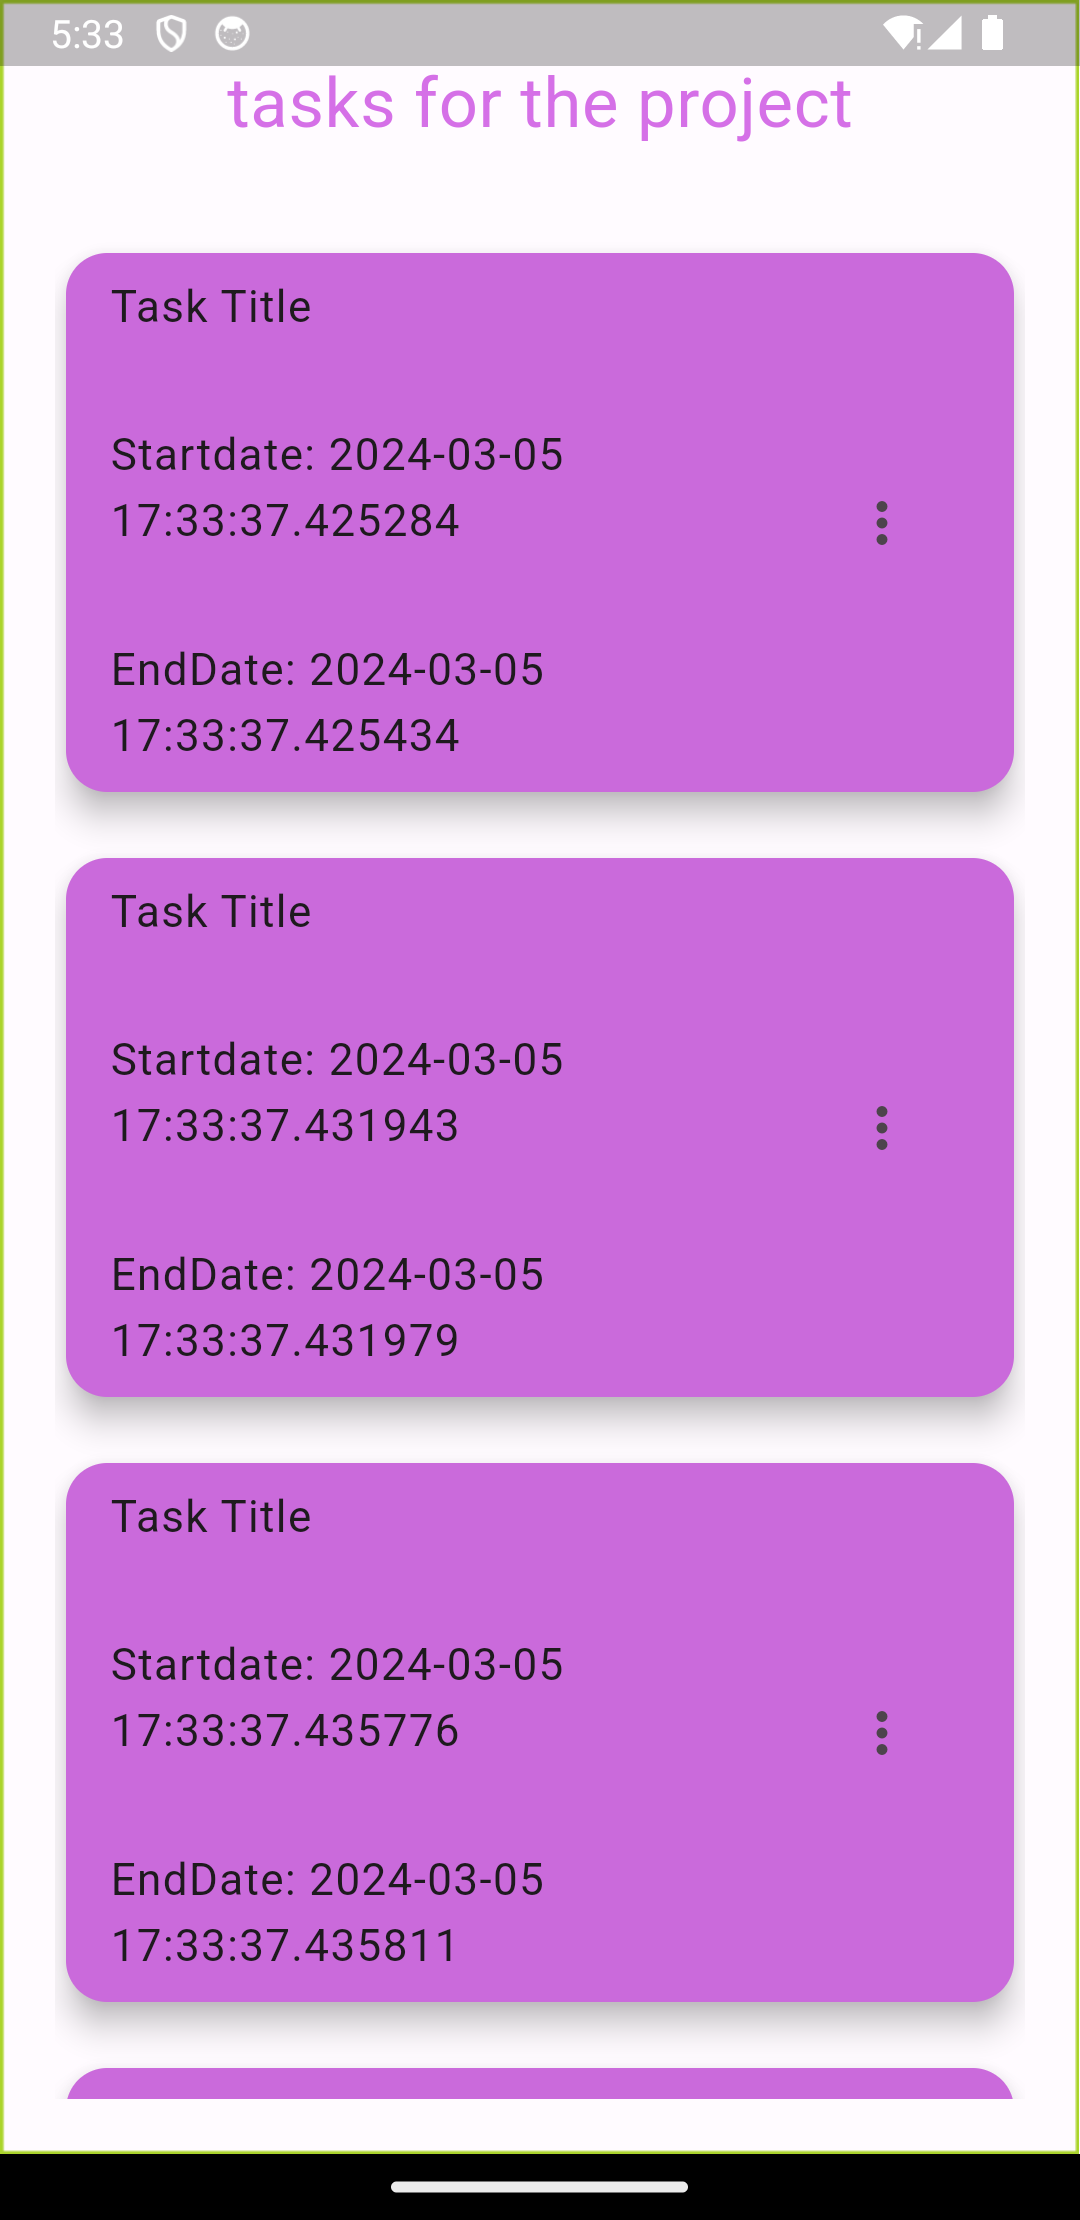 5:33
tasks for the project
Task Title
Startdate: 2024-03-05
17:33:37.425284
EndDate: 2024-03-05
17:33:37.425434
Task Title
Startdate: 2024-03-05
17:33:37.431943
EndDate: 2024-03-05
17:33:37.431979
Task Title
Startdate: 2024-03-05
17:33:37.435776
EndDate: 2024-03-05
17:33:37.435811